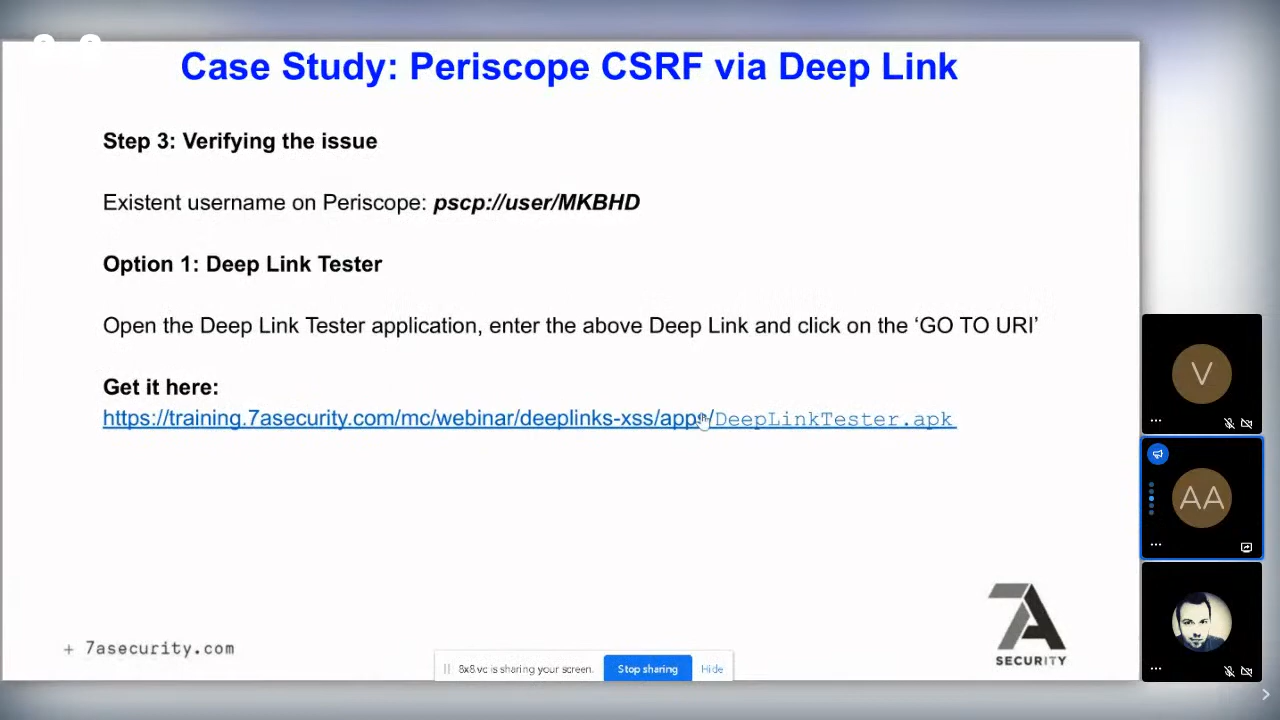 Case Study: Periscope CSRF via Deep Link
Step 3: Verifying the issue
Existent username on Periscope: pscp://user/MKBHD
Option 1: Deep Link Tester
Open the Deep Link Tester application, enter the above Deep Link and click on the ‘GO TO URI’
Get it here:
https://training.7asecurity.com/mc/webinar/deeplinks-xss/apps/DeepLinkTester.apk
V
AA
+ 7asecurity.com
7A
SECURITY
8x8.vc is sharing your screen.
Stop sharing
Hide